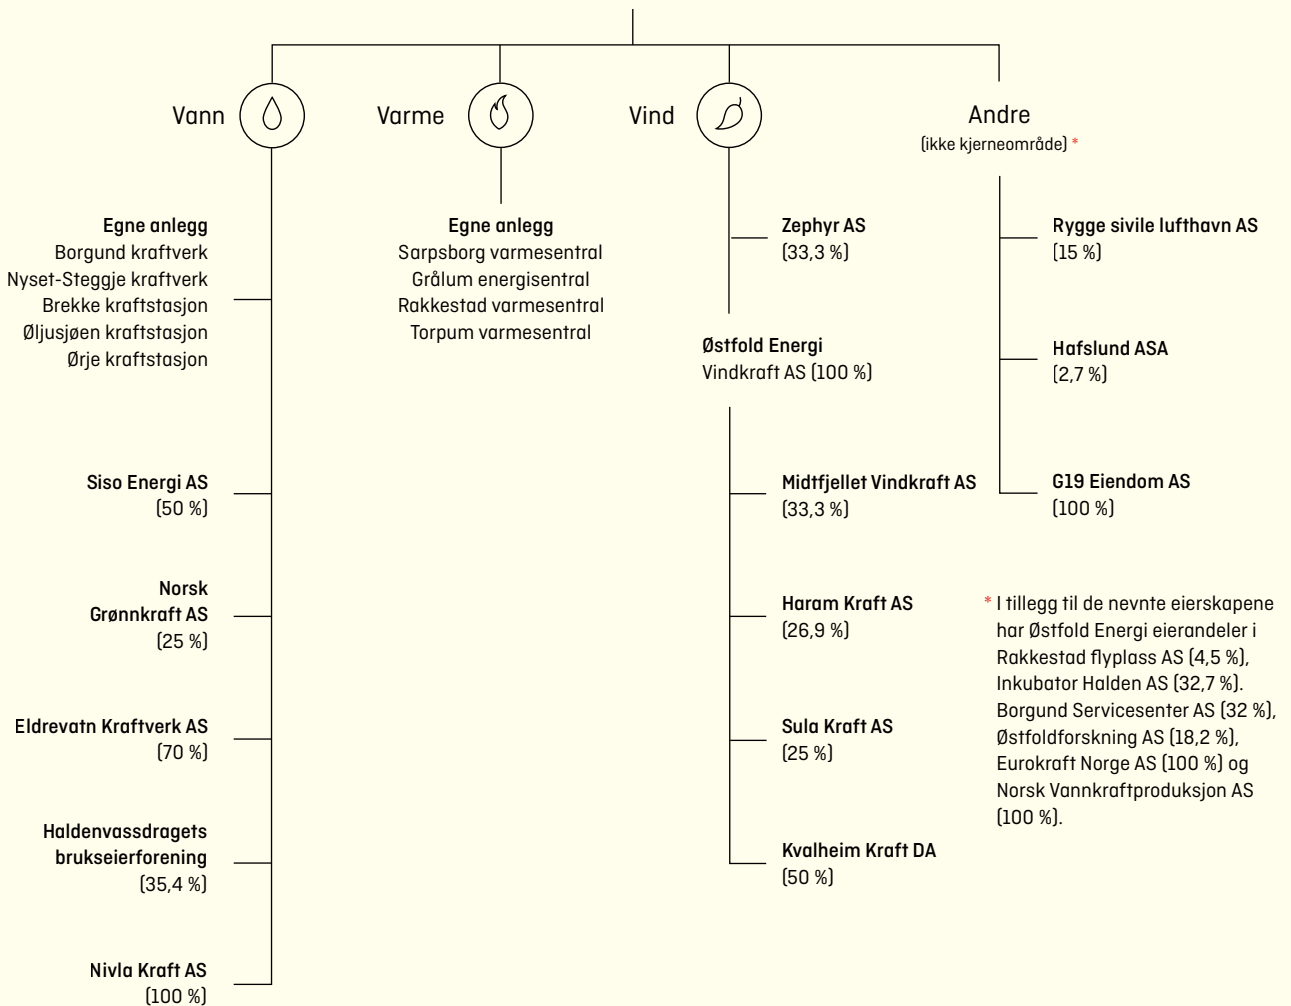 Vann
Varme
Vind
Andre
(ikke kjerneområde) *
Egne anlegg
Borgund kraftverk
Nyset-Steggje kraftverk
Brekke kraftstasjon
Øljusjøen kraftstasjon
Ørje kraftstasjon
Siso Energi AS
(50 %)
Norsk
Grønnkraft AS
(25 %)
Eldrevatn Kraftverk AS
(70 %)
Haldenvassdragets
brukseierforening
(35,4 %)
Nivla Kraft AS
(100 %)
Egne anlegg
Sarpsborg varmesentral
Grålum energisentral
Rakkestad varmesentral
Torpum varmesentral
Zephyr AS
(33,3 %)
Østfold Energi
Vindkraft AS (100 %)
Midtfjellet Vindkraft AS
(33,3 %)
Haram Kraft AS
(26,9 %)
Sula Kraft AS
(25 %)
Kvalheim Kraft DA
(50 %)
Rygge sivile lufthavn AS
(15 %)
Hafslund ASA
(2,7 %)
G19 Eiendom AS
(100 %)
* I tillegg til de nevnte eierskapene
har Østfold Energi eierandeler i
Rakkestad flyplass AS (4,5 %),
Inkubator Halden AS (32,7 %).
Borgund Servicesenter AS (32 %),
Østfoldforskning AS (18,2 %),
Eurokraft Norge AS (100 %) og
Norsk Vannkraftproduksjon AS
(100 %).